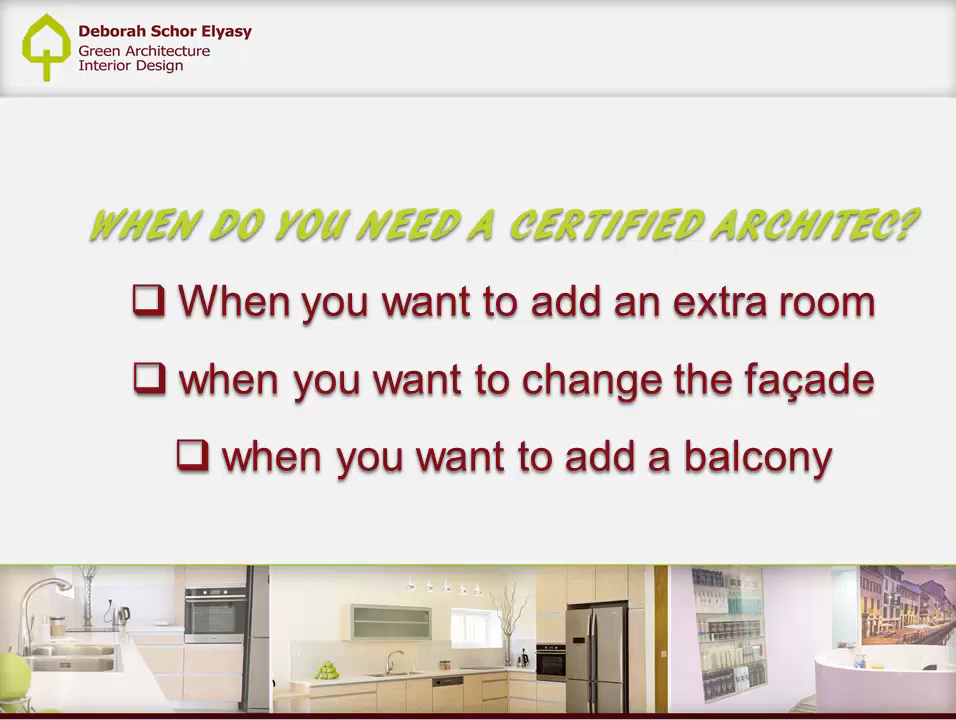 Deborah Schor Elyasy
Green Architecture
Interior Design
WHEN DO YOU NEED A CERTIFIED ARCHITEC?
❑ When you want to add an extra room
❑ when you want to change the façade
❑ when you want to add a balcony